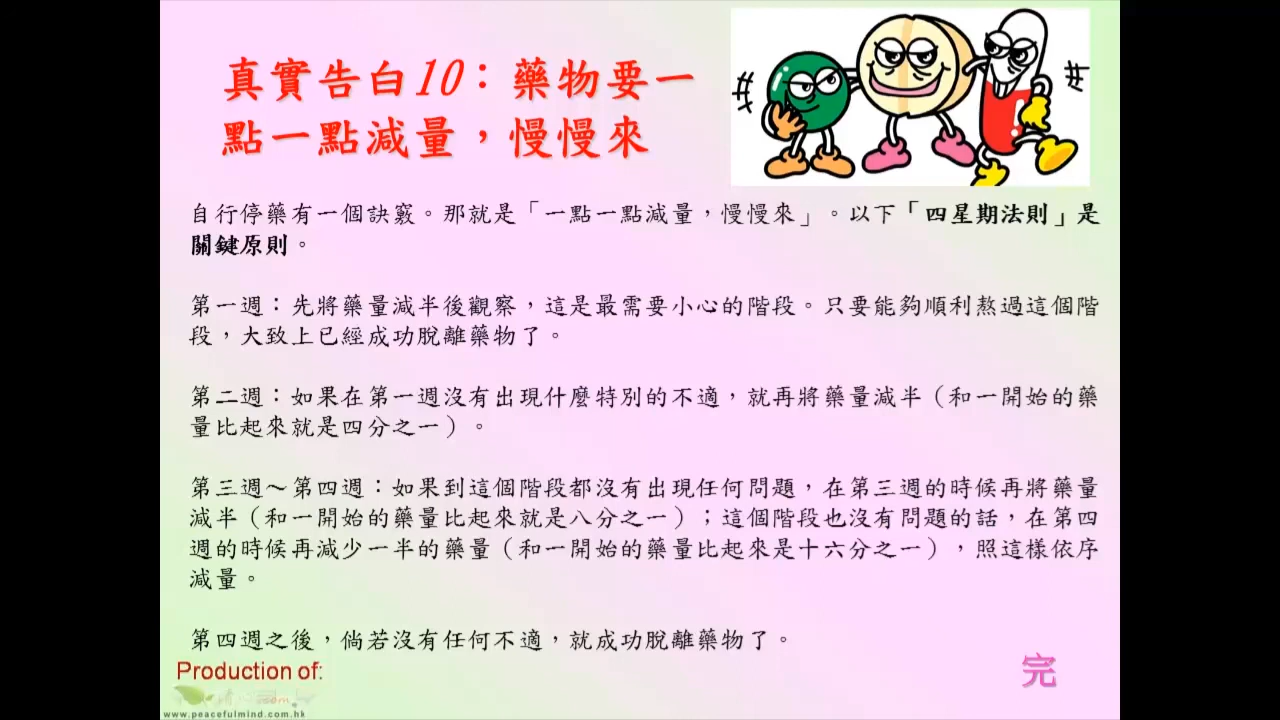 真實告白10：藥物要一
點一點減量，慢慢來
自行停藥有一個訣竅。那就是「一點一點減量，慢慢來」。以下「四星期法則」是
關鍵原則。
第一週：先將藥量減半後觀察，這是最需要小心的階段。只要能夠順利熬過這個階
段，大致上已經成功脫離藥物了。
第二週：如果在第一週沒有出現什麼特別的不適，就再將藥量減半（和一開始的藥
量比起來就是四分之一）。
第三週～第四週：如果到這個階段都沒有出現任何問題，在第三週的時候再將藥量
減半（和一開始的藥量比起來就是八分之一）；這個階段也沒有問題的話，在第四
週的時候再減少一半的藥量（和一開始的藥量比起來是十六分之一），照這樣依序
減量。
第四週之後，倘若沒有任何不適，就成功脫離藥物了。
Production of:
完
www.peacefulmind.com.hk